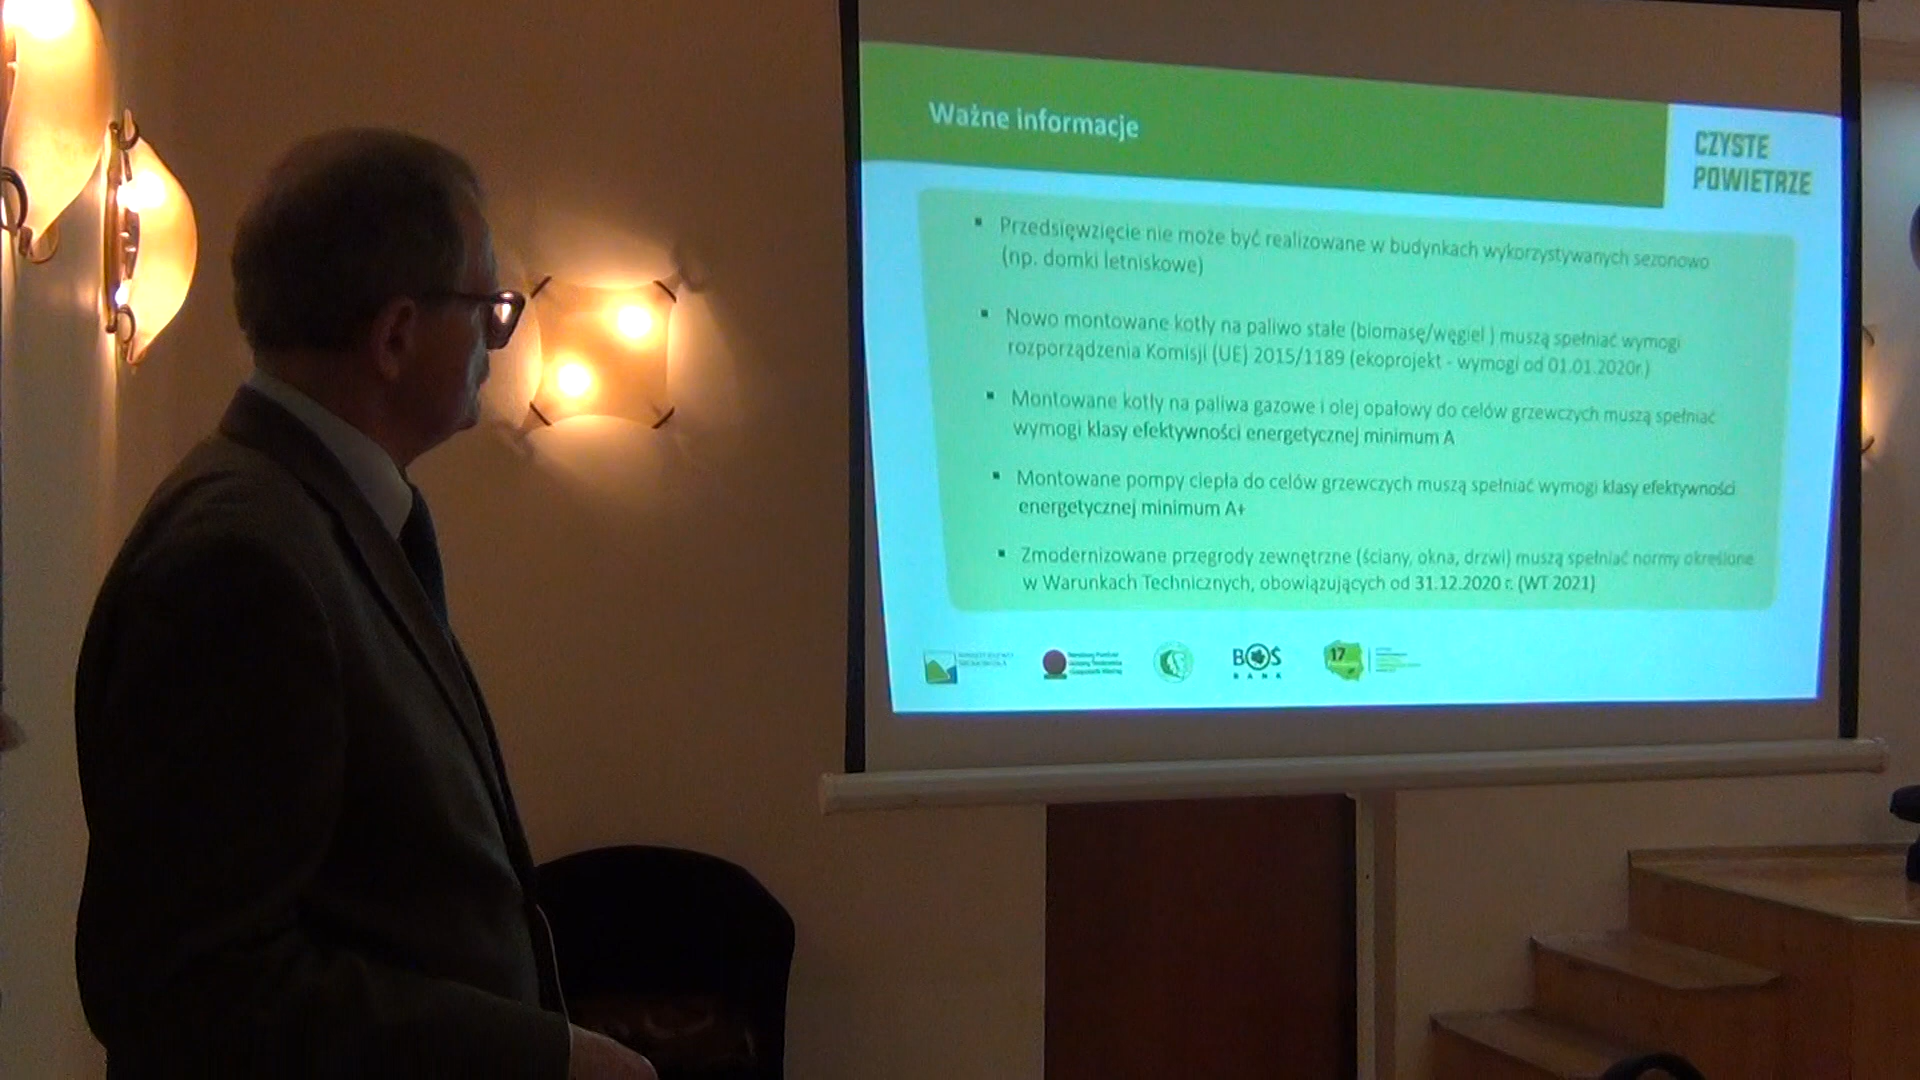 Ważne informacje
CZYSTE
POWIETRZE
▪ Przedsięwzięcie nie może być realizowane w budynkach wykorzystywanych sezonowo
(np. domki letniskowe)
▪ Nowo montowane kotły na paliwo stałe (biomasę/węgiel ) muszą spełniać wymogi
rozporządzenia Komisji (UE) 2015/1189 (ekoprojekt - wymogi od 01.01.2020r.)
▪ Montowane kotły na paliwa gazowe i olej opałowy do celów grzewczych muszą spełniać
wymogi klasy efektywności energetycznej minimum A
▪ Montowane pompy ciepła do celów grzewczych muszą spełniać wymogi klasy efektywności
energetycznej minimum A+
▪ Zmodernizowane przegrody zewnętrzne (ściany, okna, drzwi) muszą spełniać normy określone
w Warunkach Technicznych, obowiązujących od 31.12.2020 r. (WT 2021)
BOŚ
BANK
17